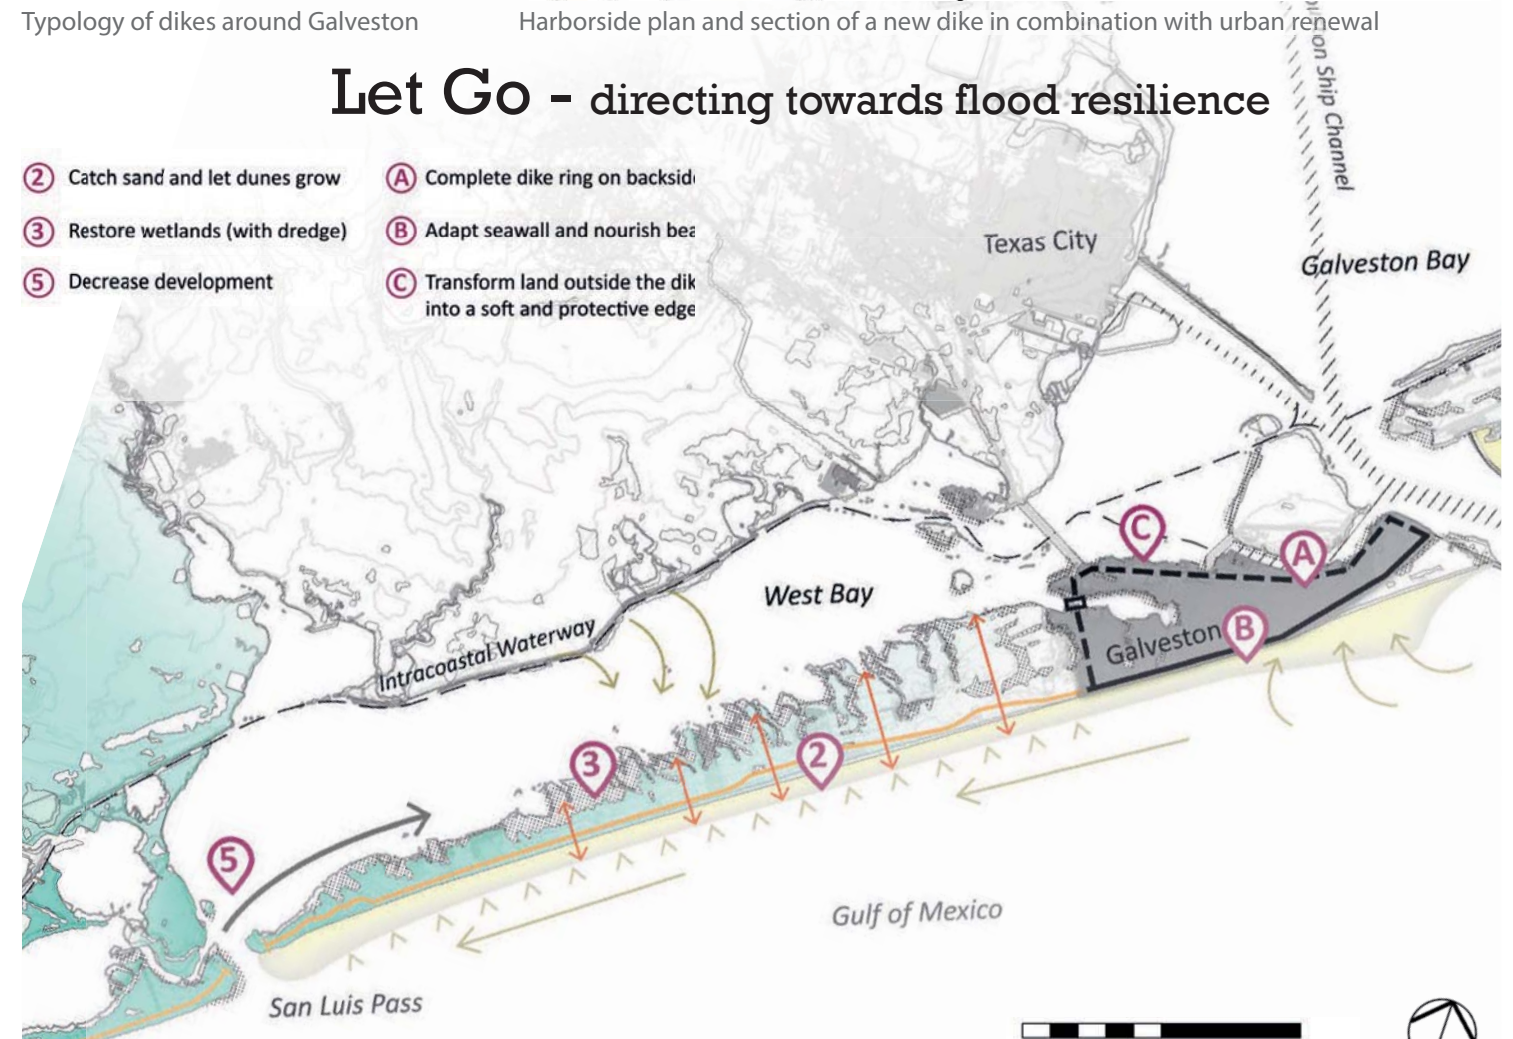 Typology of dikes around Galveston
Harborside plan and section of a new dike in combination with urban renewal
Let Go - directing towards flood resilience
2 Catch sand and let dunes grow
3 Restore wetlands (with dredge)
5 Decrease development
A Complete dike ring on backside
B Adapt seawall and nourish bea
C Transform land outside the dik
into a soft and protective edge
on Ship Channel
Texas City
Galveston Bay
C
A
West Bay
B
Galveston
Intracoastal Waterway
3
2
5
Gulf of Mexico
San Luis Pass